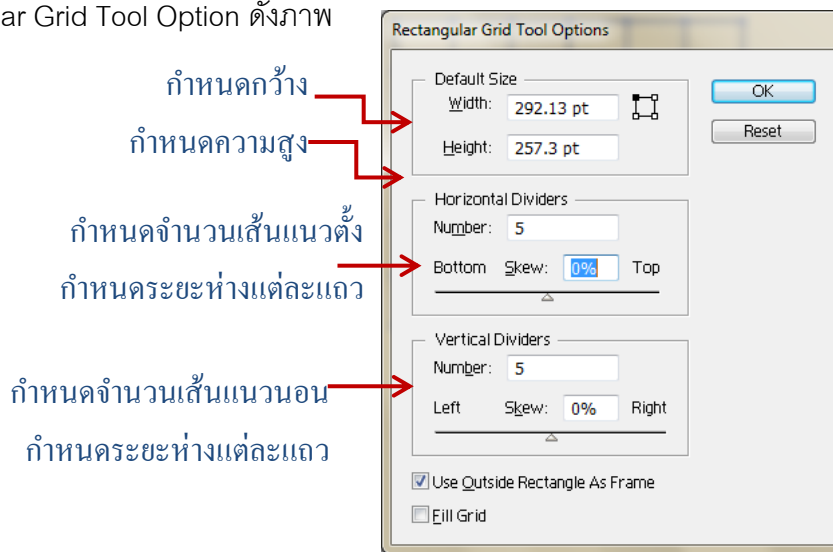 ar Grid Tool Option ดังภาพ
กำหนดกว้าง
กำหนดความสูง
กำหนดจำนวนเส้นแนวตั้ง
กำหนดระยะห่างแต่ละแถว
กำหนดจำนวนเส้นแนวนอน
กำหนดระยะห่างแต่ละแถว
Rectangular Grid Tool Options
Default Size
Width: 292.13 pt
Height: 257.3 pt
OK
Reset
Horizontal Dividers
Number: 5
Bottom Skew: 0% Top
Vertical Dividers
Number: 5
Left Skew: 0% Right
Use Outside Rectangle As Frame
Fill Grid